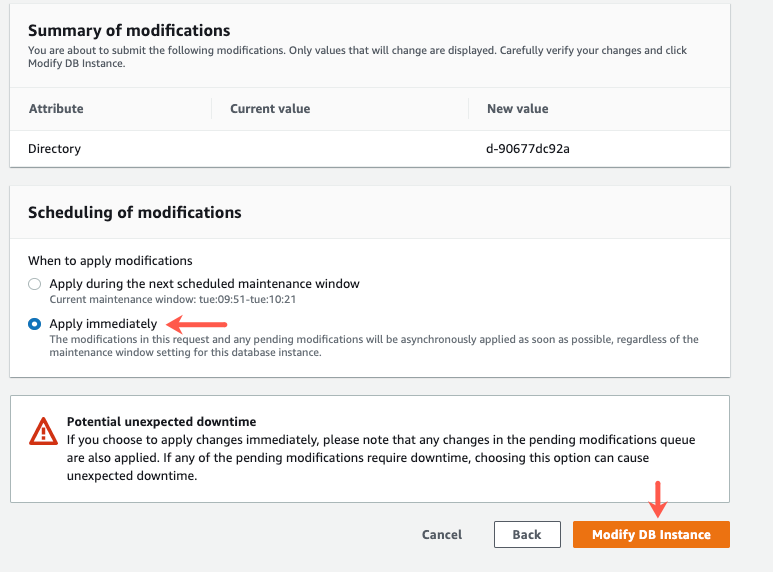 Summary of modifications
You are about to submit the following modifications. Only values that will change are displayed. Carefully verify your changes and click
Modify DB Instance.
Attribute Current value New value
Directory d-90677dc92a
Scheduling of modifications
When to apply modifications
Apply during the next scheduled maintenance window
Current maintenance window: tue:09:51-tue:10:21
Apply immediately
The modifications in this request and any pending modifications will be asynchronously applied as soon as possible, regardless of the
maintenance window setting for this database instance.
Potential unexpected downtime
If you choose to apply changes immediately, please note that any changes in the pending modifications queue
are also applied. If any of the pending modifications require downtime, choosing this option can cause
unexpected downtime.
Cancel Back Modify DB Instance